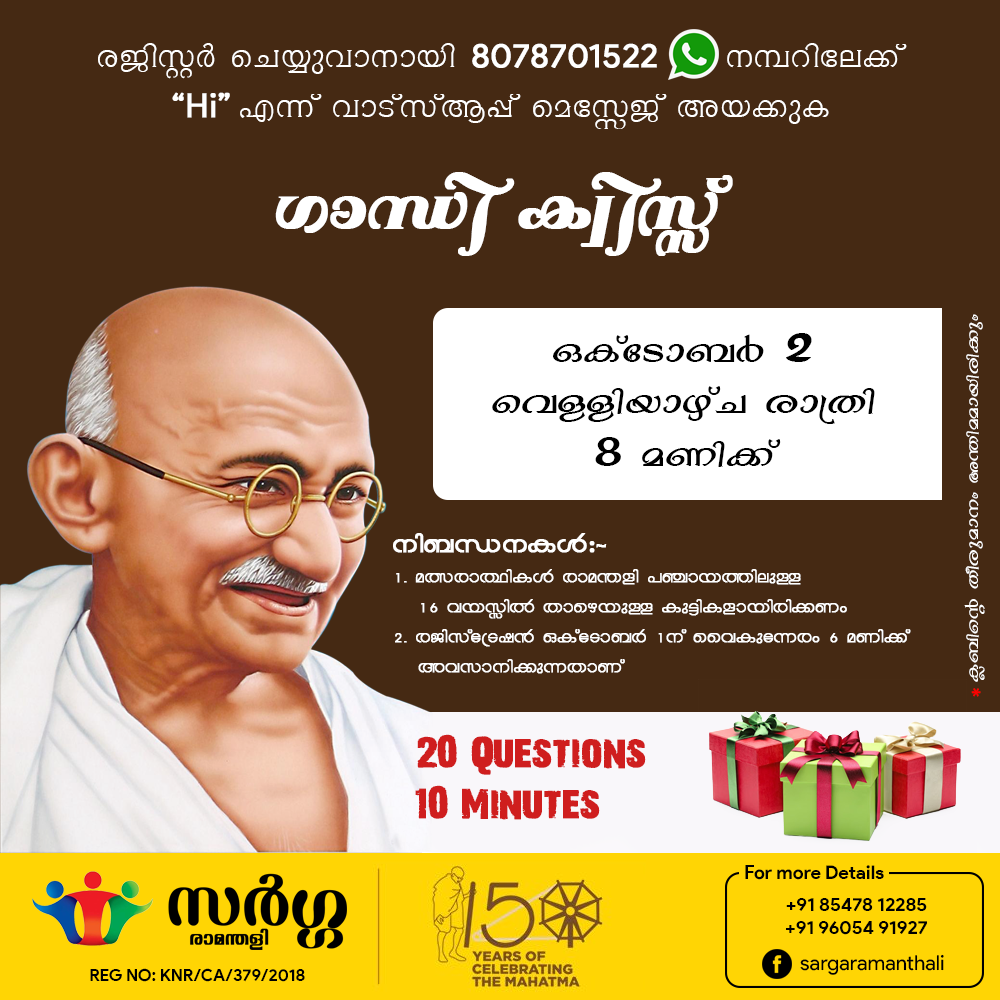 രജിസ്റ്റർ ചെയ്യുവാനായി 8078701522 നമ്പറിലേക്ക്
“Hi” എന്ന് വാട്സ്ആപ്പ് മെസ്സേജ് അയക്കുക
ഗാന്ധി ക്വിസ്സ്
ഒക്ടോബർ 2
വെള്ളിയാഴ്ച രാത്രി
8 മണിക്ക്
നിബന്ധനകൾ:~
1. മത്സരാത്ഥികൾ രാമന്തളി പഞ്ചായത്തിലുള്ള
16 വയസ്സിൽ താഴെയുള്ള കുട്ടികളായിരിക്കണം
2. രജിസ്ട്രേഷൻ ഒക്ടോബർ 1ന് വൈകുന്നേരം 6 മണിക്ക്
അവസാനിക്കുന്നതാണ്
* ക്ലബിന്റെ തീരുമാനം അന്തിമമായിരിക്കും
20 QUESTIONS
10 MINUTES
സർഗ്ഗ
രാമന്തളി
REG NO: KNR/CA/379/2018
150
YEARS OF
CELEBRATING
THE MAHATMA
For more Details
+91 85478 12285
+91 96054 91927
sargaramanthali